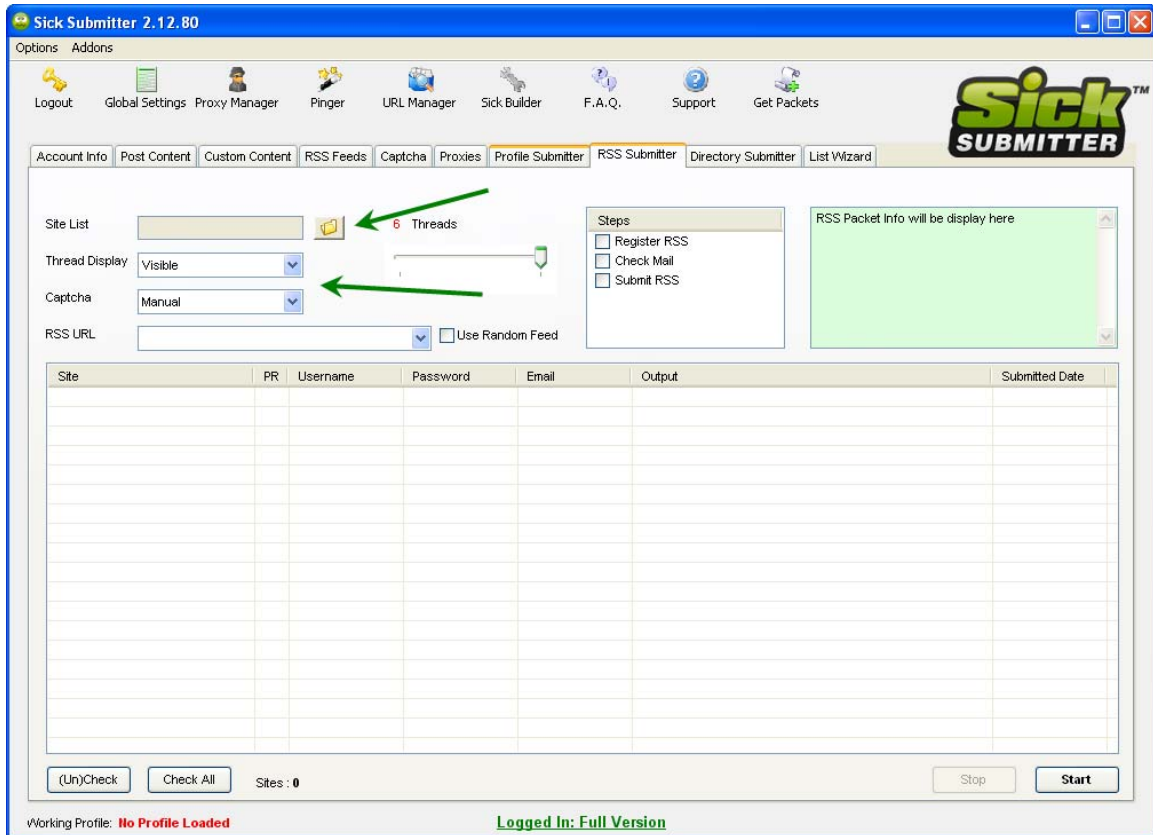 Sick Submitter 2.12.80
Options Addons
Logout Global Settings Proxy Manager Pinger URL Manager Sick Builder F.A.Q. Support Get Packets
Sick TM
SUBMITTER
Account Info Post Content Custom Content RSS Feeds Captcha Proxies Profile Submitter RSS Submitter Directory Submitter List Wizard
Site List
6 Threads
Thread Display Visible
Captcha Manual
RSS URL Use Random Feed
Steps
Register RSS
Check Mail
Submit RSS
RSS Packet Info will be display here
Site PR Username Password Email Output Submitted Date
(Un)Check Check All Sites : 0 Stop Start
Working Profile: No Profile Loaded Logged In: Full Version